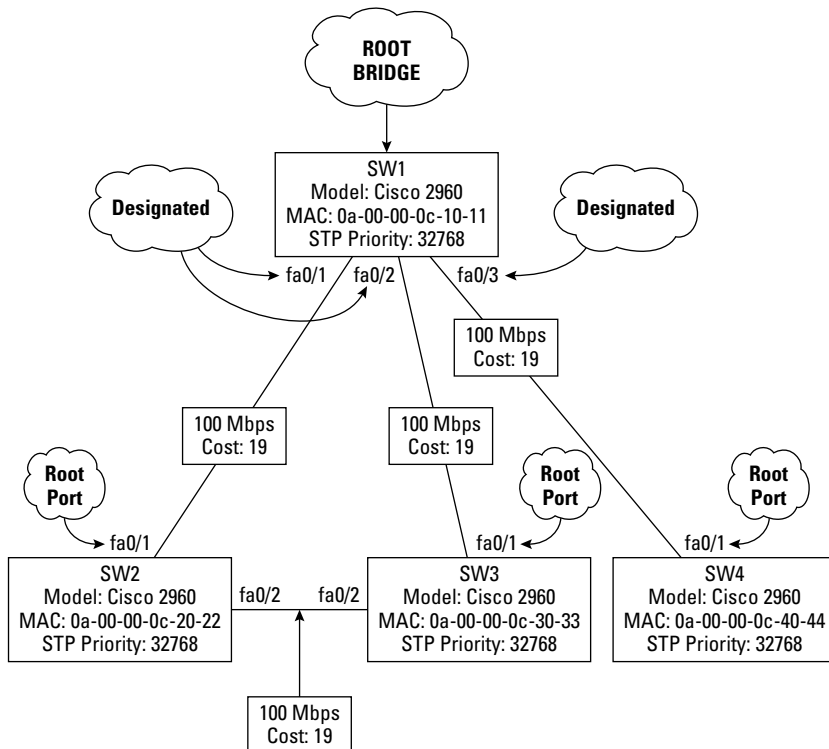 ROOT
BRIDGE
SW1
Model: Cisco 2960
MAC: 0a-00-00-0c-10-11
STP Priority: 32768
Designated
Designated
fa0/1
fa0/2
fa0/3
100 Mbps
Cost: 19
100 Mbps
Cost: 19
100 Mbps
Cost: 19
Root
Port
Root
Port
Root
Port
fa0/1
fa0/1
fa0/1
SW2
Model: Cisco 2960
MAC: 0a-00-00-0c-20-22
STP Priority: 32768
fa0/2
fa0/2
SW3
Model: Cisco 2960
MAC: 0a-00-00-0c-30-33
STP Priority: 32768
SW4
Model: Cisco 2960
MAC: 0a-00-00-0c-40-44
STP Priority: 32768
100 Mbps
Cost: 19